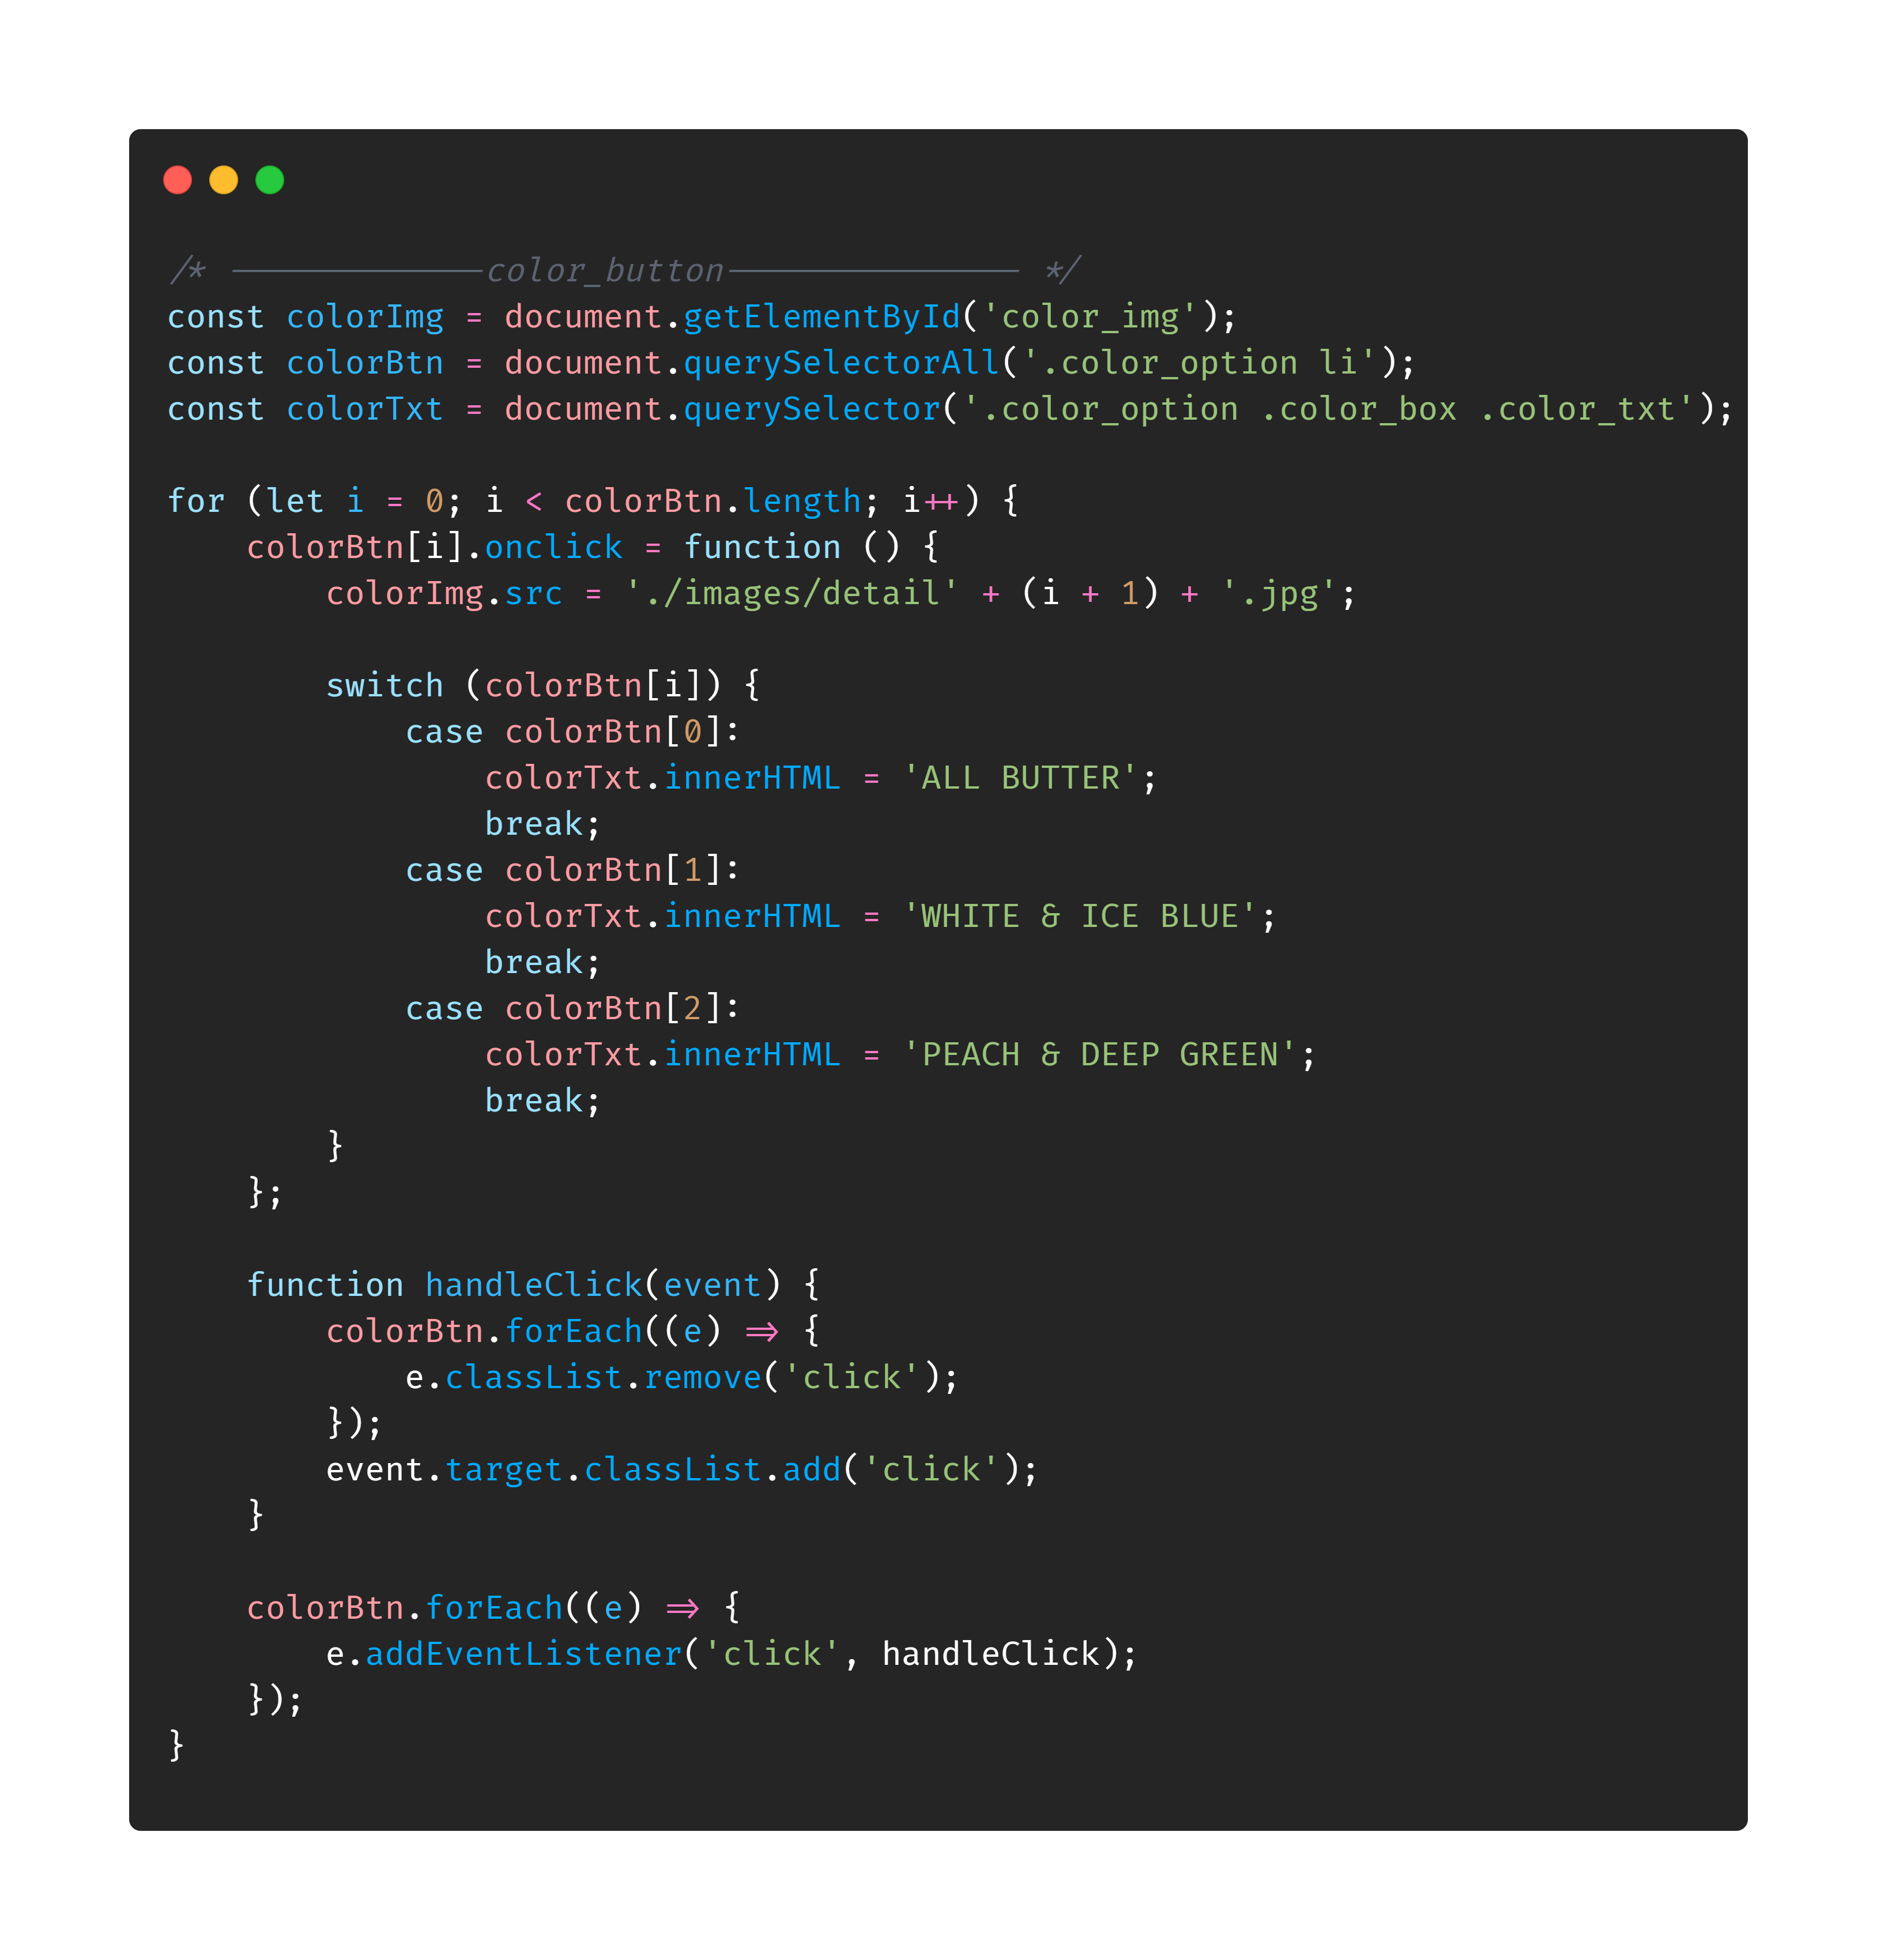 /* -------------color_button--------------- */
const colorImg = document.getElementById('color_img');
const colorBtn = document.querySelectorAll('.color_option li');
const colorTxt = document.querySelector('.color_option .color_box .color_txt');

for (let i = 0; i < colorBtn.length; i++) {
    colorBtn[i].onclick = function () {
        colorImg.src = './images/detail' + (i + 1) + '.jpg';

        switch (colorBtn[i]) {
            case colorBtn[0]:
                colorTxt.innerHTML = 'ALL BUTTER';
                break;
            case colorBtn[1]:
                colorTxt.innerHTML = 'WHITE & ICE BLUE';
                break;
            case colorBtn[2]:
                colorTxt.innerHTML = 'PEACH & DEEP GREEN';
                break;
        }
    };

    function handleClick(event) {
        colorBtn.forEach((e) => {
            e.classList.remove('click');
        });
        event.target.classList.add('click');
    }

    colorBtn.forEach((e) => {
        e.addEventListener('click', handleClick);
    });
}